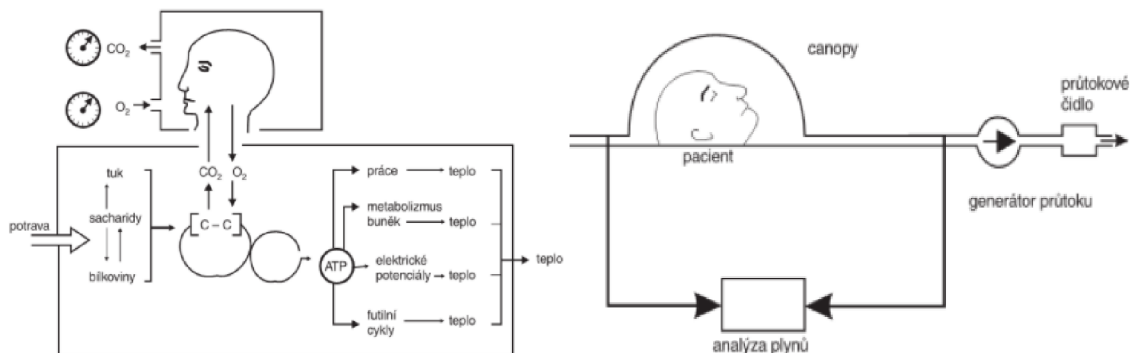 CO₂
O₂
CO₂ O₂
tuk
sacharidy
bílkoviny
potrava
[C – C]
ATP
práce
teplo
metabolizmus
buněk
teplo
elektrické
potenciály
teplo
futilní
cykly
teplo
teplo
canopy
pacient
průtokové
čidlo
generátor průtoku
analýza plynů